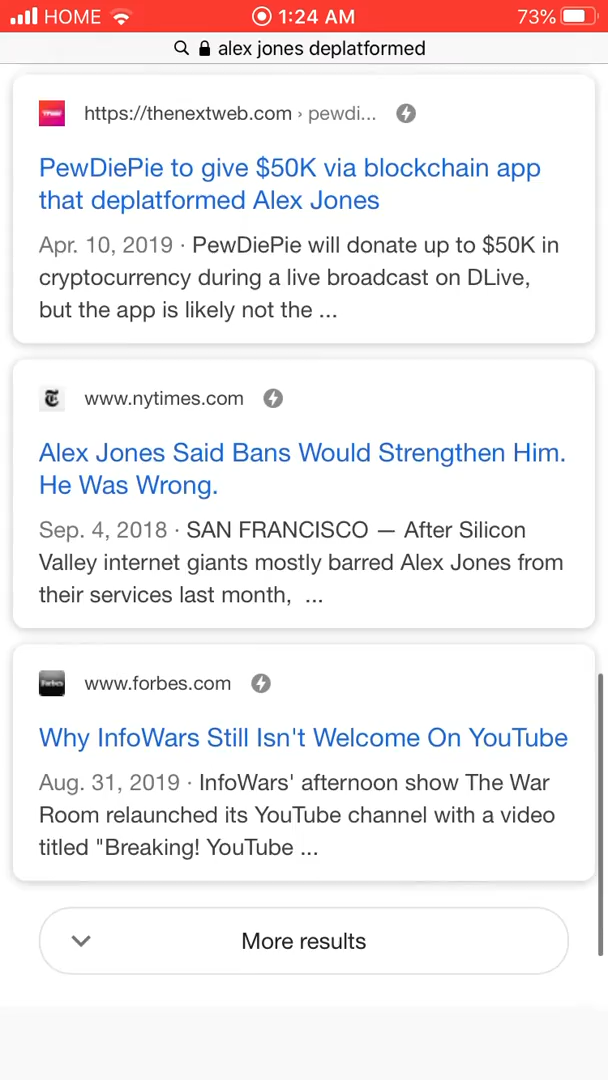 HOME 1:24 AM 73%
alex jones deplatformed
https://thenextweb.com › pewdi...
PewDiePie to give $50K via blockchain app
that deplatformed Alex Jones
Apr. 10, 2019 · PewDiePie will donate up to $50K in
cryptocurrency during a live broadcast on DLive,
but the app is likely not the ...
www.nytimes.com
Alex Jones Said Bans Would Strengthen Him.
He Was Wrong.
Sep. 4, 2018 · SAN FRANCISCO — After Silicon
Valley internet giants mostly barred Alex Jones from
their services last month, ...
Forbes www.forbes.com
Why InfoWars Still Isn't Welcome On YouTube
Aug. 31, 2019 · InfoWars' afternoon show The War
Room relaunched its YouTube channel with a video
titled "Breaking! YouTube ...
More results